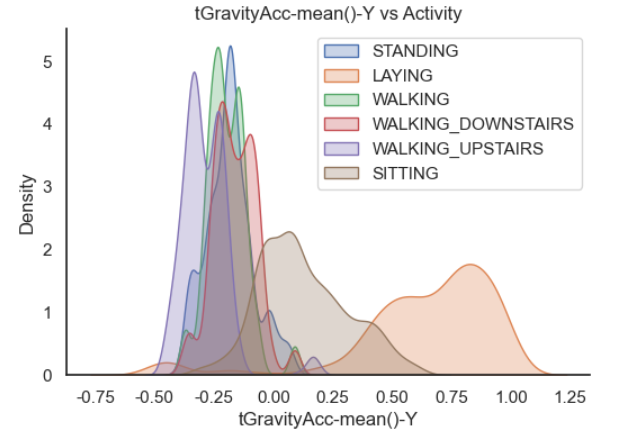 tGravityAcc-mean()-Y vs Activity
STANDING
LAYING
WALKING
WALKING_DOWNSTAIRS
WALKING_UPSTAIRS
SITTING
Density
5
4
3
2
1
0
-0.75 -0.50 -0.25 0.00 0.25 0.50 0.75 1.00 1.25
tGravityAcc-mean()-Y